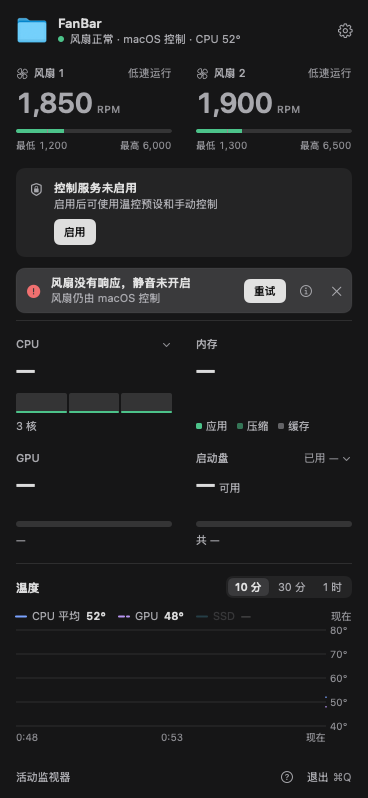 FanBar
风扇正常 · macOS 控制 · CPU 52°
风扇 1 低速运行
1,850 RPM
最低 1,200 最高 6,000
风扇 2 低速运行
1,900 RPM
最低 1,300 最高 6,500
控制服务未启用
启用后可使用温控预设和手动控制
启用
风扇没有响应，静音未开启
风扇仍由 macOS 控制
重试
CPU
—
3 核
内存
—
应用 压缩 缓存
GPU
—
—
启动盘 已用 —
— 可用
共 —
温度
10 分 30 分 1 时
CPU 平均 52° GPU 48° SSD — 现在
80°
70°
60°
50°
40°
0:48 0:53 现在
活动监视器 退出 ⌘Q